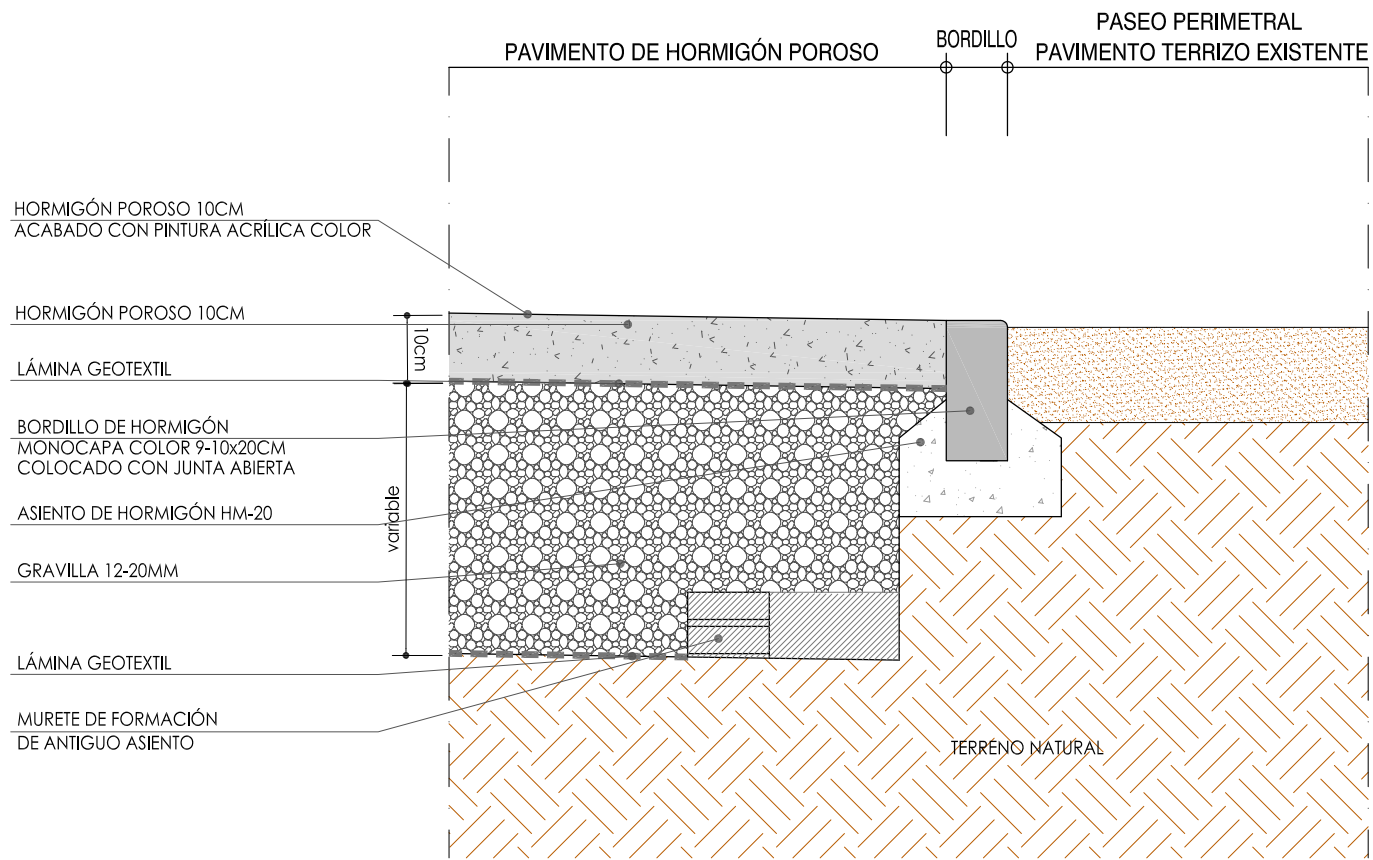 PASEO PERIMETRAL
PAVIMENTO DE HORMIGÓN POROSO
BORDILLO
PAVIMENTO TERRIZO EXISTENTE
HORMIGÓN POROSO 10CM
ACABADO CON PINTURA ACRÍLICA COLOR
HORMIGÓN POROSO 10CM
10cm
LÁMINA GEOTEXTIL
BORDILLO DE HORMIGÓN
MONOCAPA COLOR 9-10x20CM
COLOCADO CON JUNTA ABIERTA
ASIENTO DE HORMIGÓN HM-20
variable
GRAVILLA 12-20MM
LÁMINA GEOTEXTIL
MURETE DE FORMACIÓN
DE ANTIGUO ASIENTO
TERRENO NATURAL